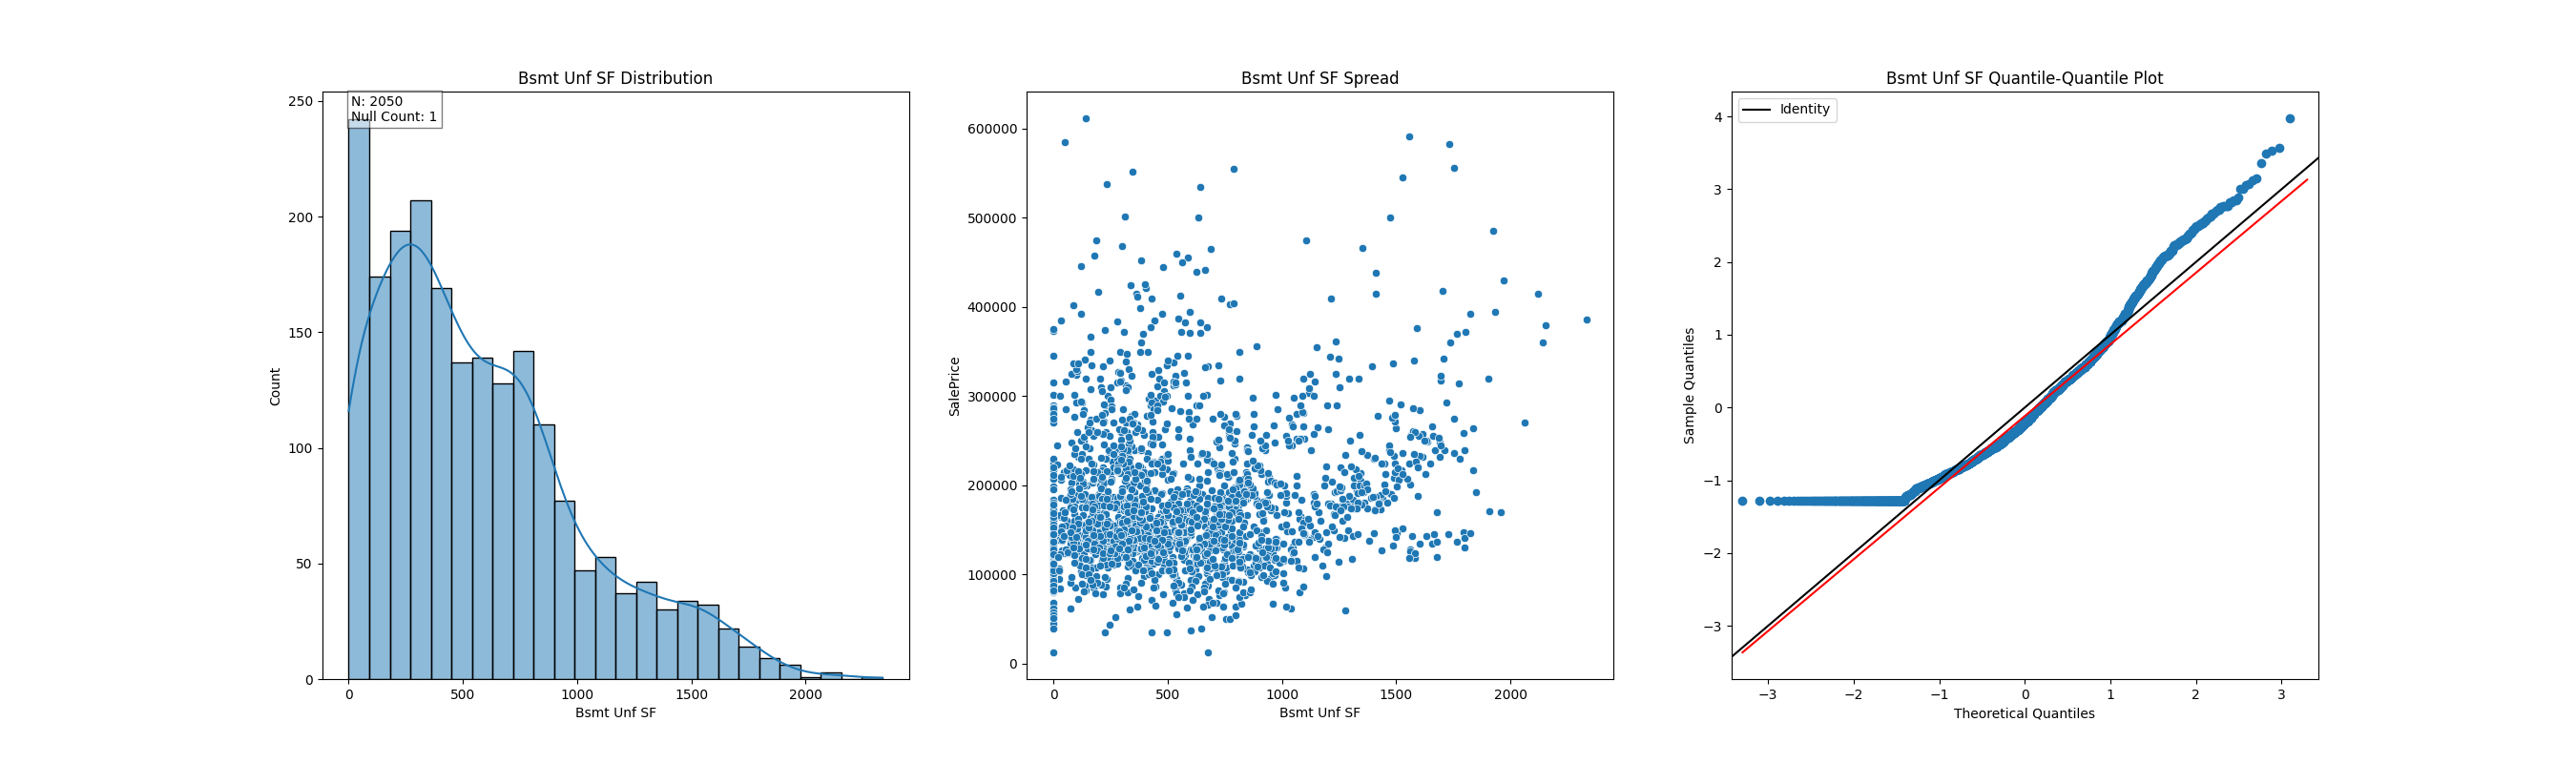 Bsmt Unf SF Distribution
N: 2050
Null Count: 1
250
200
150
100
50
0
Count
0 500 1000 1500 2000
Bsmt Unf SF
Bsmt Unf SF Spread
600000
500000
400000
300000
200000
100000
0
SalePrice
0 500 1000 1500 2000
Bsmt Unf SF
Bsmt Unf SF Quantile-Quantile Plot
Identity
4
3
2
1
0
−1
−2
−3
Sample Quantiles
−3 −2 −1 0 1 2 3
Theoretical Quantiles